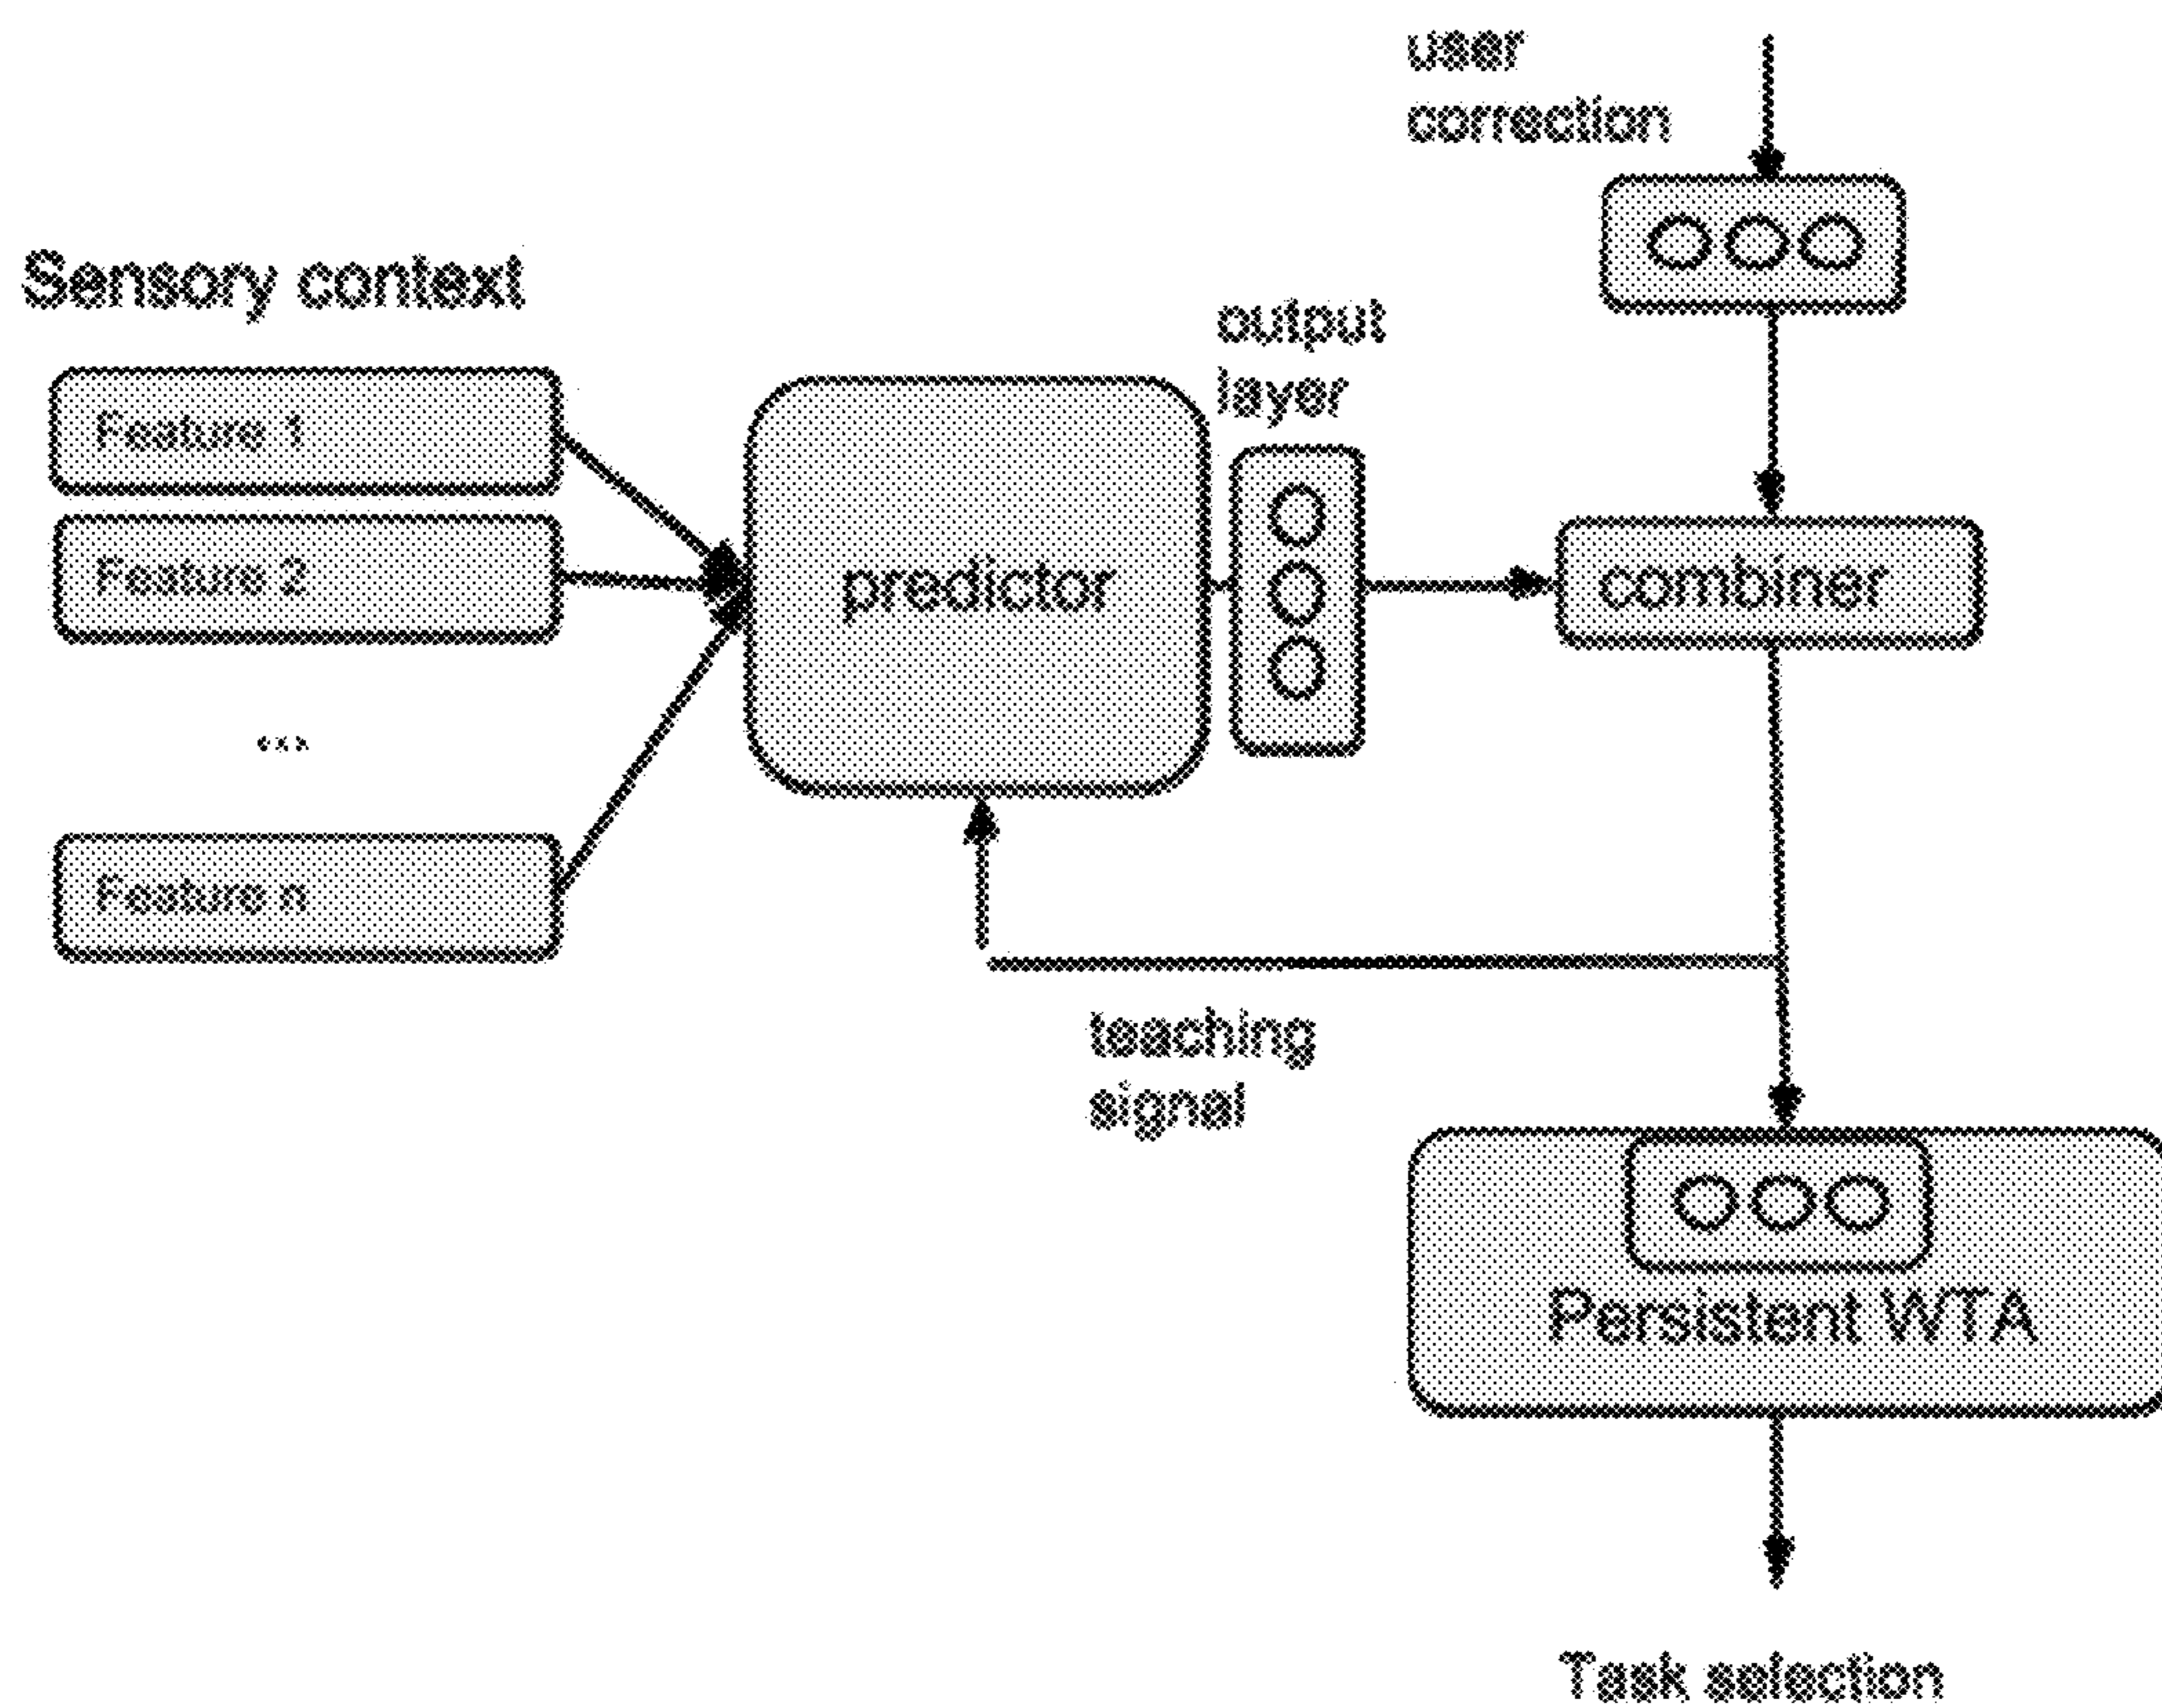 user
correction
Sensory context
output
layer
Feature 1
Feature 2
predictor
combiner
...
Feature n
teaching
signal
Persistent WTA
Task selection